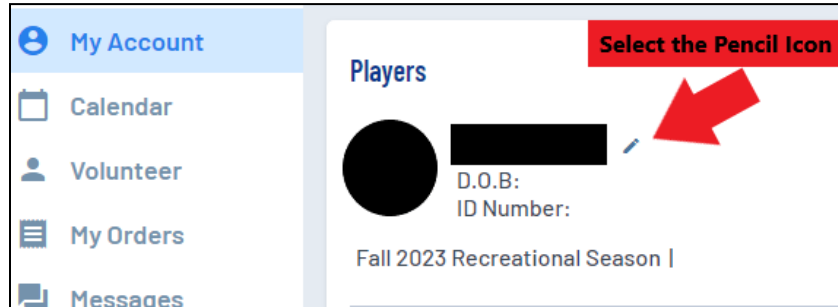 My Account
Calendar
Volunteer
My Orders
Messages
Select the Pencil Icon
Players
D.O.B:
ID Number:
Fall 2023 Recreational Season |